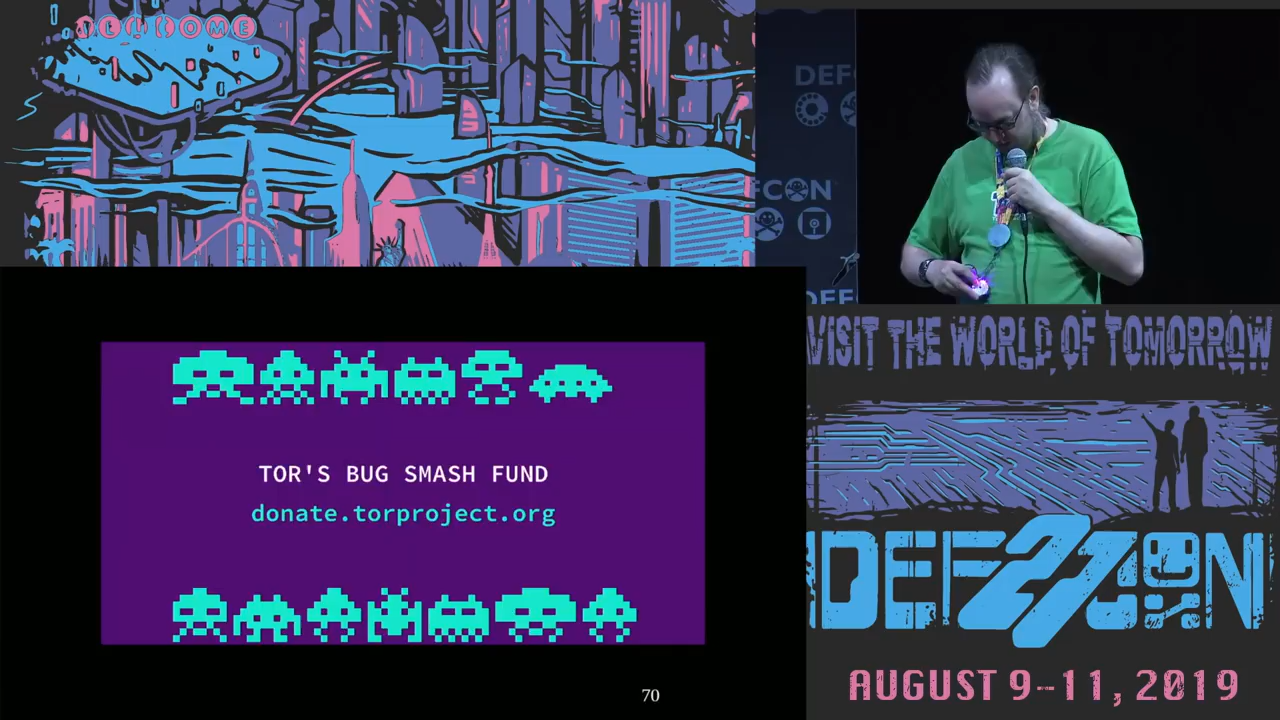 WELCOME
DEFCON
TOR'S BUG SMASH FUND
donate.torproject.org
70
VISIT THE WORLD OF TOMORROW
DEF 27 CON
AUGUST 9-11, 2019